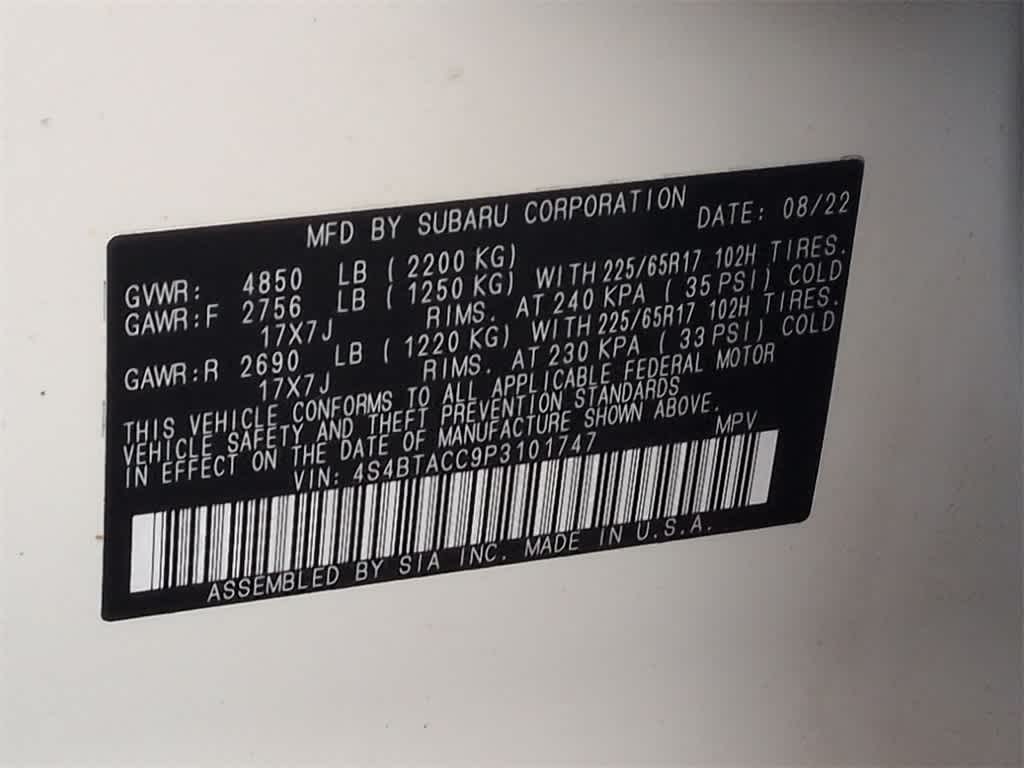 MFD BY SUBARU CORPORATION DATE: 08/22
GVWR: 4850 LB ( 2200 KG)
GAWR:F 2756 LB ( 1250 KG) WITH 225/65R17 102H TIRES.
17X7J RIMS. AT 240 KPA ( 35 PSI) COLD
GAWR:R 2690 LB ( 1220 KG) WITH 225/65R17 102H TIRES.
17X7J RIMS. AT 230 KPA ( 33 PSI) COLD
THIS VEHICLE CONFORMS TO ALL APPLICABLE FEDERAL MOTOR
VEHICLE SAFETY AND THEFT PREVENTION STANDARDS
IN EFFECT ON THE DATE OF MANUFACTURE SHOWN ABOVE.
VIN: 4S4BTACC9P3101747 MPV
ASSEMBLED BY SIA INC. MADE IN U.S.A.